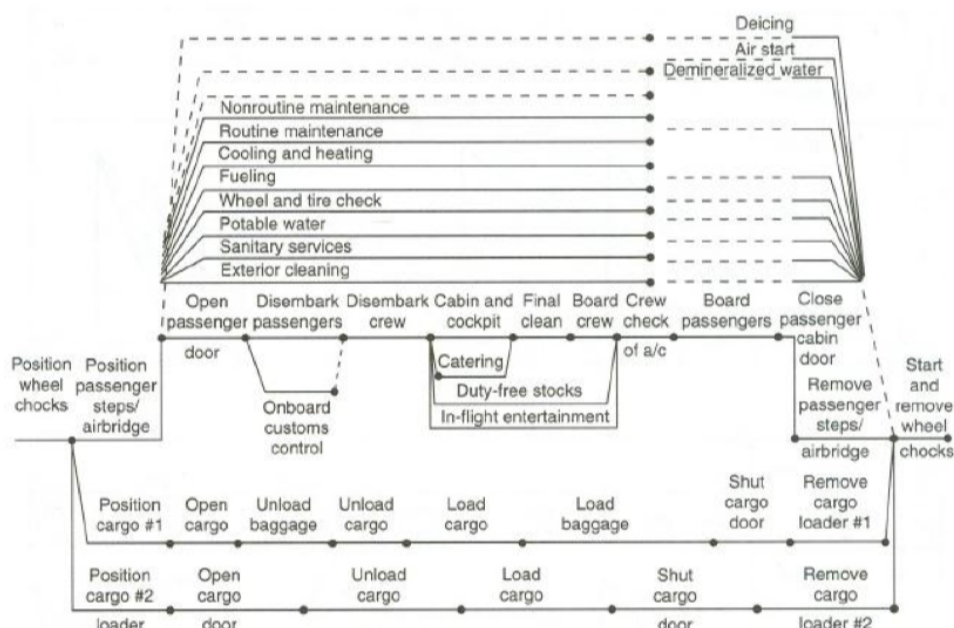 Deicing
Air start
Demineralized water
Nonroutine maintenance
Routine maintenance
Cooling and heating
Fueling
Wheel and tire check
Potable water
Sanitary services
Exterior cleaning
Open
passenger
door
Disembark
passengers
Disembark
crew
Cabin and
cockpit
Final
clean
Board
crew
Crew
check
of a/c
Board
passengers
Close
passenger
cabin
door
Catering
Duty-free stocks
In-flight entertainment
Onboard
customs
control
Position
wheel
chocks
Position
passenger
steps/
airbridge
Remove
passenger
steps/
airbridge
Start
and
remove
wheel
chocks
Position
cargo #1
Open
cargo
Unload
baggage
Unload
cargo
Load
cargo
Load
baggage
Shut
cargo
door
Remove
cargo
loader #1
Position
cargo #2
loader
Open
cargo
door
Unload
cargo
Load
cargo
Shut
cargo
door
Remove
cargo
loader #2